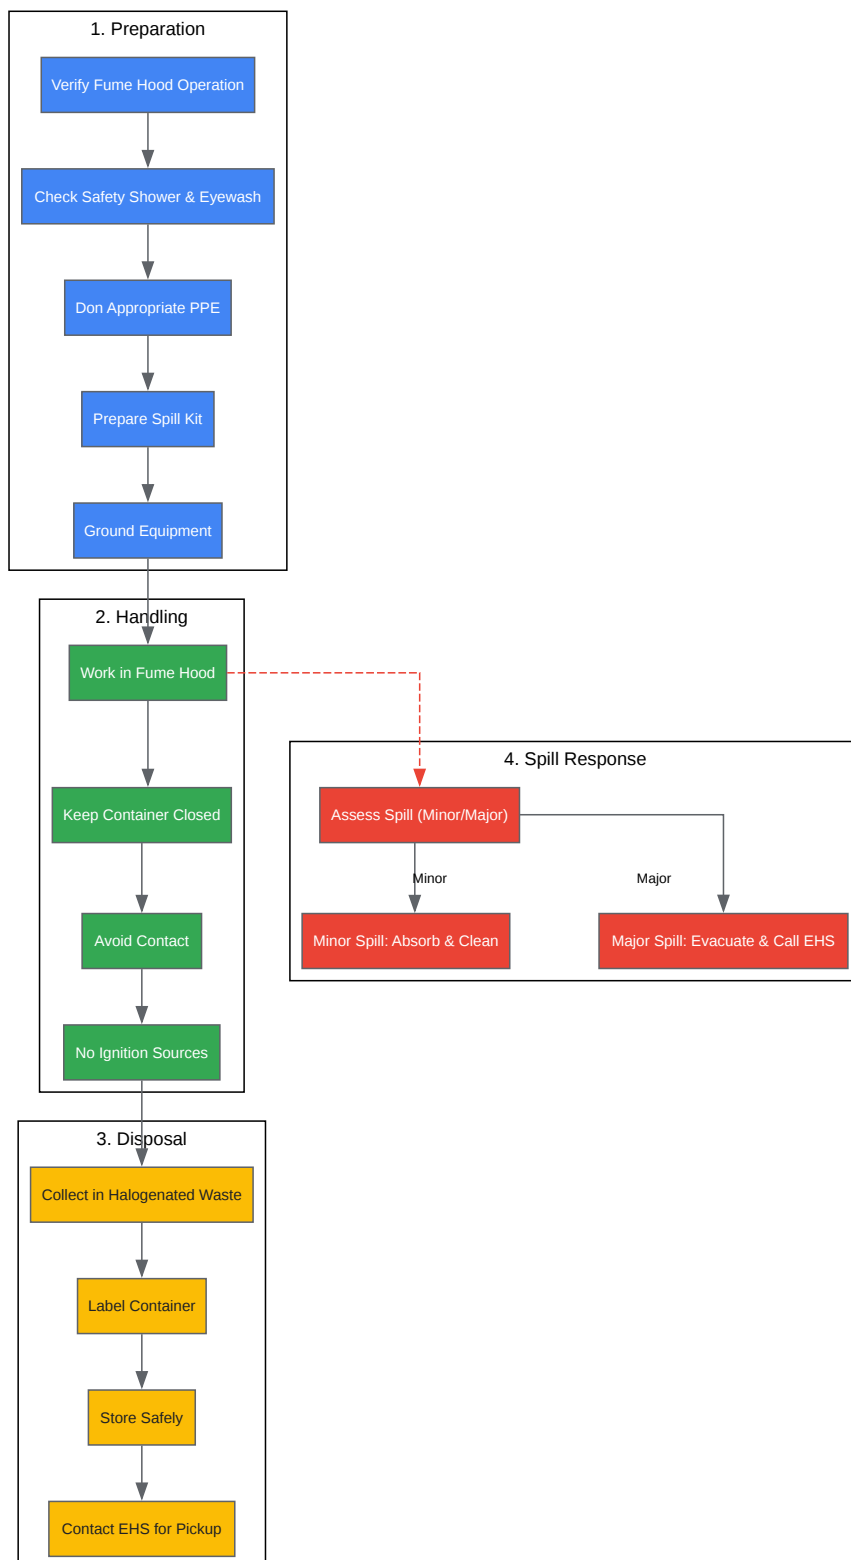 1. Preparation
Verify Fume Hood Operation
Check Safety Shower & Eyewash
Don Appropriate PPE
Prepare Spill Kit
Ground Equipment
2. Handling
Work in Fume Hood
Keep Container Closed
Avoid Contact
No Ignition Sources
4. Spill Response
Assess Spill (Minor/Major)
Minor
Major
Minor Spill: Absorb & Clean
Major Spill: Evacuate & Call EHS
3. Disposal
Collect in Halogenated Waste
Label Container
Store Safely
Contact EHS for Pickup